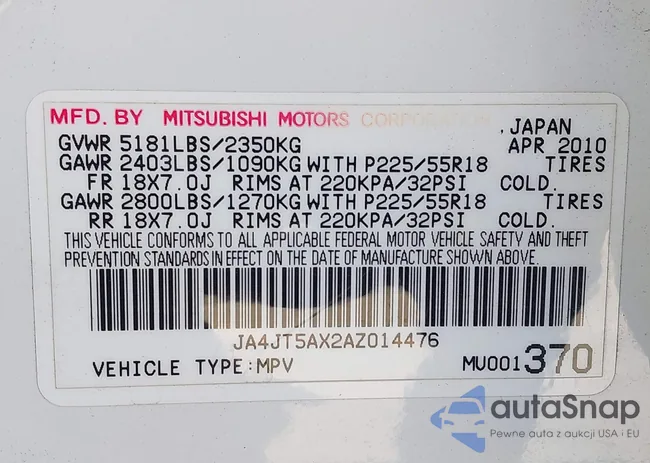 MFD. BY MITSUBISHI MOTORS CORPORATION, JAPAN
GVWR 5181LBS/2350KG APR 2010
GAWR 2403LBS/1090KG WITH P225/55R18 TIRES
FR 18X7.0J RIMS AT 220KPA/32PSI COLD.
GAWR 2800LBS/1270KG WITH P225/55R18 TIRES
RR 18X7.0J RIMS AT 220KPA/32PSI COLD.
THIS VEHICLE CONFORMS TO ALL APPLICABLE FEDERAL MOTOR VEHICLE SAFETY AND THEFT
PREVENTION STANDARDS IN EFFECT ON THE DATE OF MANUFACTURE SHOWN ABOVE.
JA4JT5AX2AZ014476
VEHICLE TYPE:MPV MU001370
autaSnap
Pewne auta z aukcji USA i EU